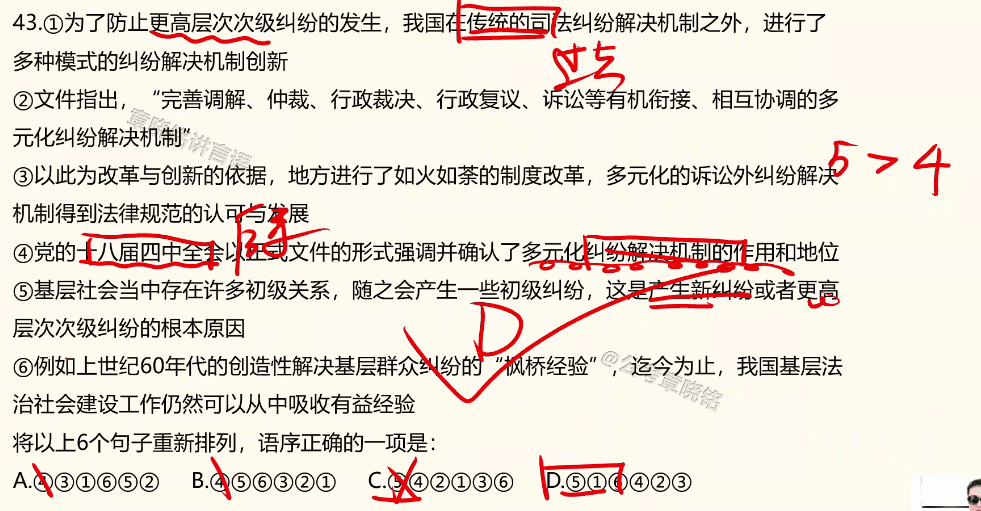 43.①为了防止更高层次次级纠纷的发生，我国在传统的司法纠纷解决机制之外，进行了
多种模式的纠纷解决机制创新
②文件指出，“完善调解、仲裁、行政裁决、行政复议、诉讼等有机衔接、相互协调的多
元化纠纷解决机制”
章晓铭讲言语
5>4
③以此为改革与创新的依据，地方进行了如火如荼的制度改革，多元化的诉讼外纠纷解决
机制得到法律规范的认可与发展
④党的十八届四中全会以正式文件的形式强调并确认了多元化纠纷解决机制的作用和地位
⑤基层社会当中存在许多初级关系，随之会产生一些初级纠纷，这是产生新纠纷或者更高
层次次级纠纷的根本原因
D
⑥例如上世纪60年代的创造性解决基层群众纠纷的“枫桥经验”，迄今为止，我国基层法
治社会建设工作仍然可以从中吸收有益经验
@公考章晓铭
将以上6个句子重新排列，语序正确的一项是：
A.④③①⑥⑤② B.④⑤⑥③②① C.⑤④②①③⑥ D.⑤①⑥④②③